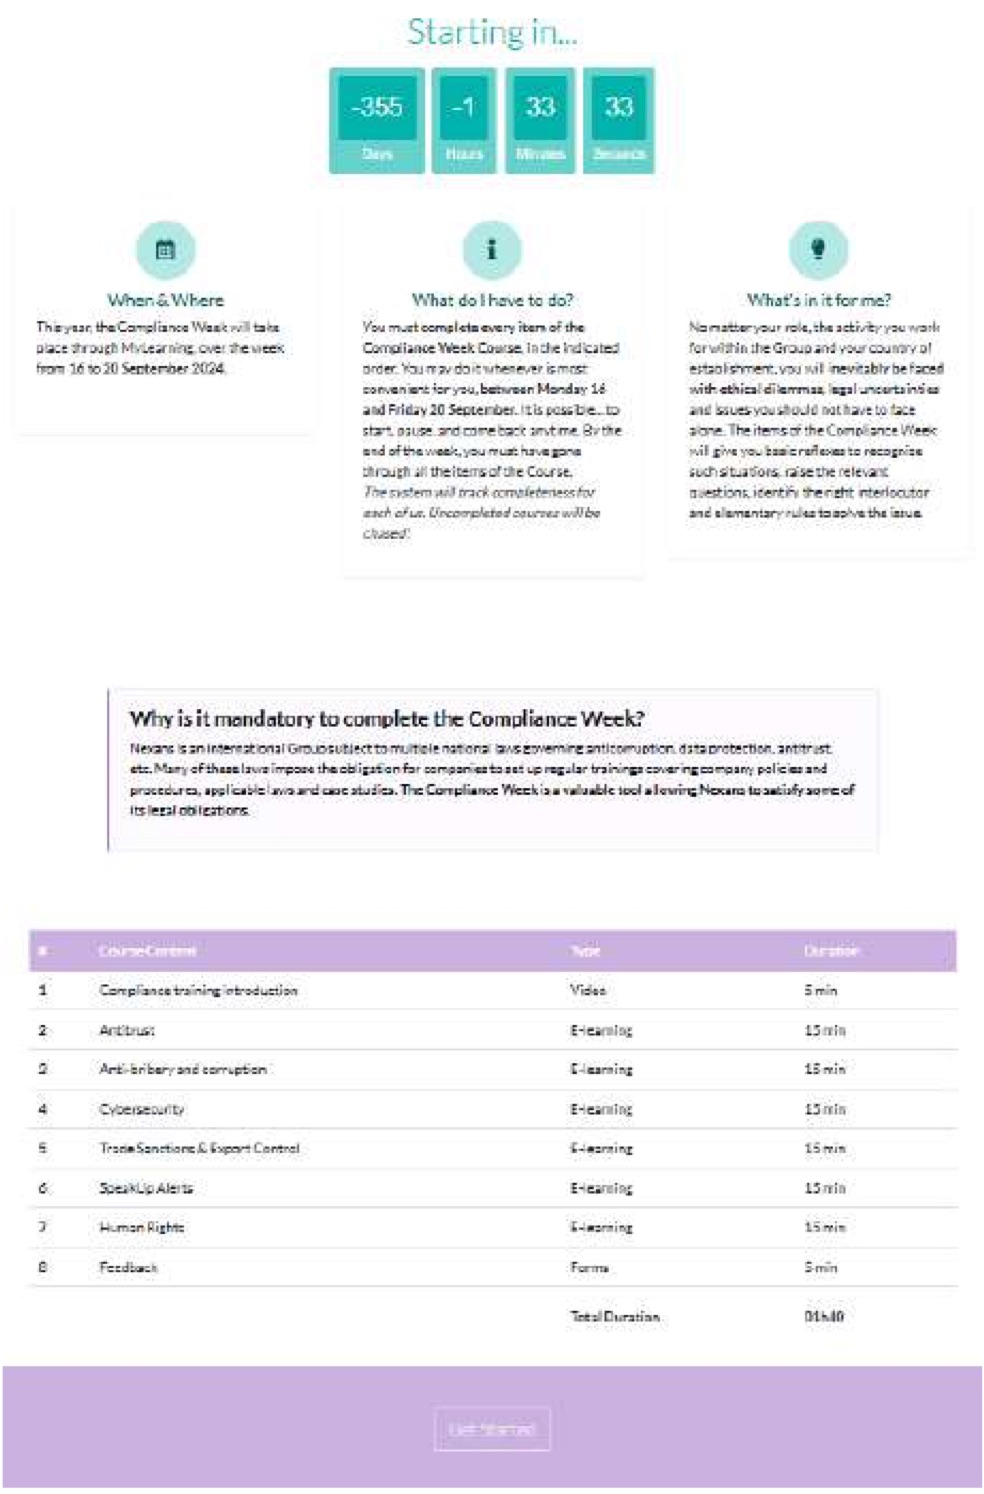 Starting in...
-355 -1 33 33
Days Hours Minutes Seconds
When & Where
This year, the Compliance Week will take
place through MyLearning, over the week
from 16 to 20 September 2024.
What do I have to do?
You must complete every item of the
Compliance Week Course, in the indicated
order. You may do it whenever is most
convenient for you, between Monday 16
and Friday 20 September. It is possible... to
start, pause, and come back anytime. By the
end of the week, you must have gone
through all the items of the Course.
The system will track completeness for
each of us. Uncompleted courses will be
chased!
What's in it for me?
No matter your role, the activity you work
for within the Group and your country of
establishment, you will inevitably be faced
with ethical dilemmas, legal uncertainties
and issues you should not have to face
alone. The items of the Compliance Week
will give you basic reflexes to recognise
such situations, raise the relevant
questions, identify the right interlocutor
and elementary rules to solve the issue.
Why is it mandatory to complete the Compliance Week?
Nexans is an international Group subject to multiple national laws governing anticorruption, data protection, antitrust,
etc. Many of these laws impose the obligation for companies to set up regular trainings covering company policies and
procedures, applicable laws and case studies. The Compliance Week is a valuable tool allowing Nexans to satisfy some of
its legal obligations.
# Course Content Type Duration
1 Compliance training introduction Video 5 min
2 Antitrust E-learning 15 min
3 Anti-bribery and corruption E-learning 15 min
4 Cybersecurity E-learning 15 min
5 Trade Sanctions & Export Control E-learning 15 min
6 SpeakUp Alerts E-learning 15 min
7 Human Rights E-learning 15 min
8 Feedback Forms 5 min
Total Duration 01h40
Get Started